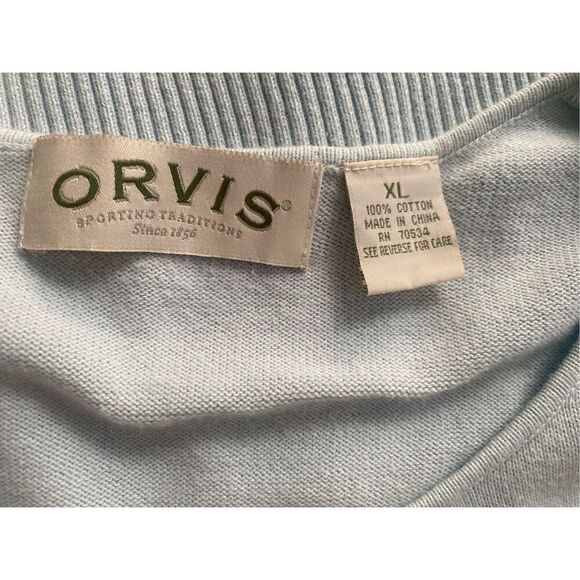 ORVIS®
SPORTING TRADITIONS
Since 1856
XL
100% COTTON
MADE IN CHINA
RN 70534
SEE REVERSE FOR CARE